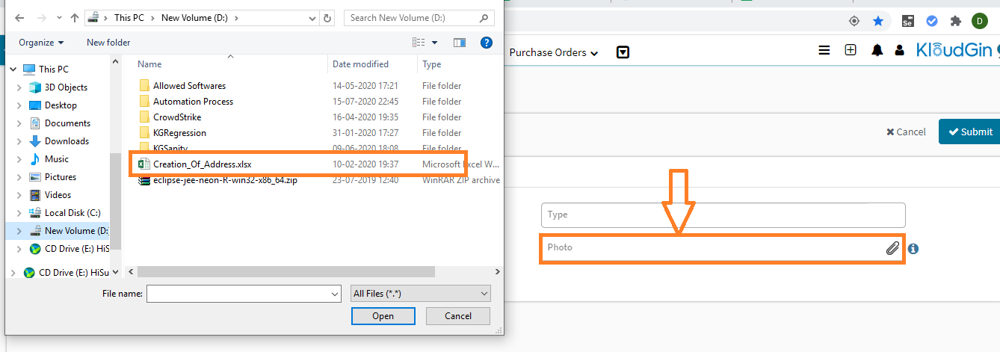 This PC > New Volume (D:)
Search New Volume (D:)
Organize
New folder
Name
Date modified
Type
This PC
3D Objects
Desktop
Documents
Downloads
Music
Pictures
Videos
Local Disk (C:)
New Volume (D:
CD Drive (E:) HiS
CD Drive (E:) HiSu
Allowed Softwares 14-05-2020 17:21 File folder
Automation Process 15-07-2020 22:45 File folder
CrowdStrike 16-04-2020 19:35 File folder
KGRegression 31-01-2020 17:27 File folder
KGSanity 09-06-2020 18:08 File folder
Creation_Of_Address.xlsx 10-02-2020 19:37 Microsoft Excel W...
eclipse-jee-neon-R-win32-x86_64.zip 23-07-2019 12:40 WinRAR ZIP archive
File name:
All Files (*.*)
Open
Cancel
Se
D
Purchase Orders
KloudGin
Cancel
Submit
Type
Photo